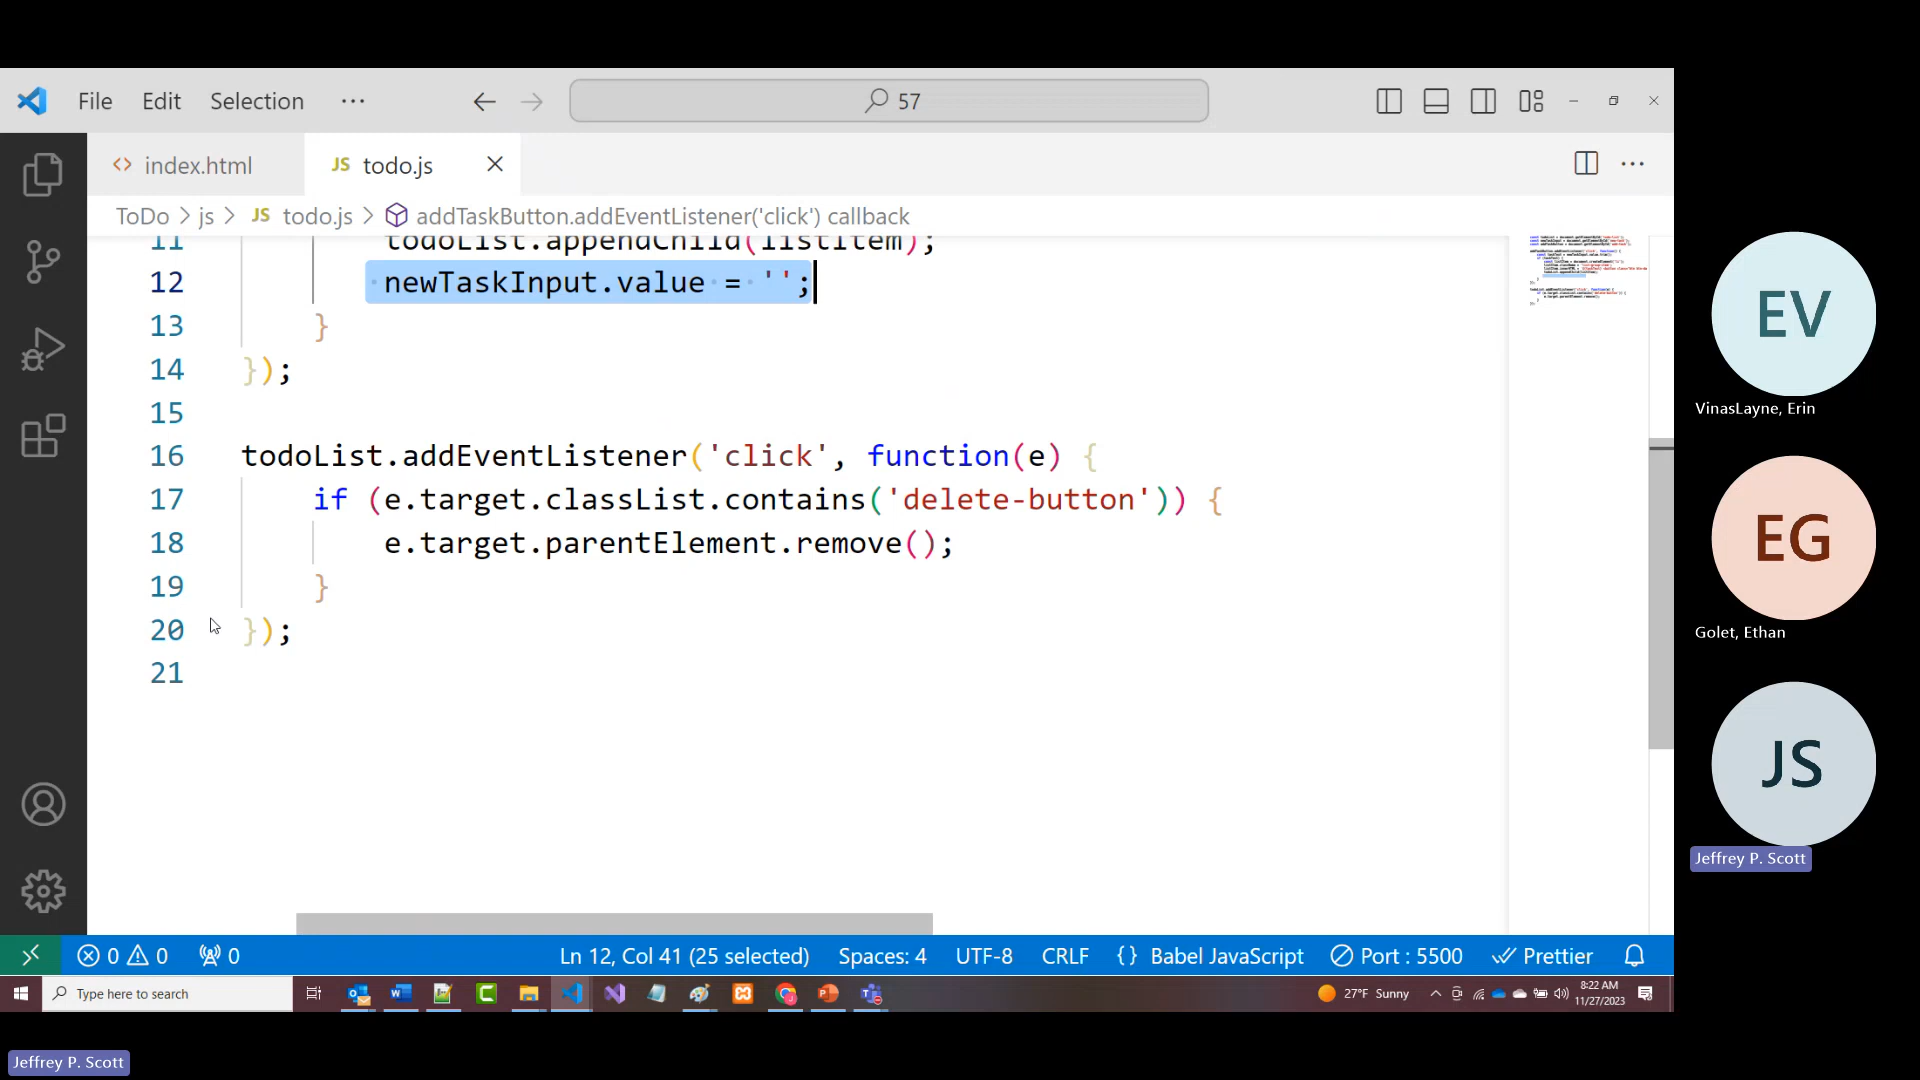 File Edit Selection ··· 57
index.html JS todo.js
ToDo > js > JS todo.js > addTaskButton.addEventListener('click') callback
11 todoList.appendChild(listItem);
12 newTaskInput.value = '';
13 }
14 });
15
16 todoList.addEventListener('click', function(e) {
17 if (e.target.classList.contains('delete-button')) {
18 e.target.parentElement.remove();
19 }
20 });
21
EV
VinasLayne, Erin
EG
Golet, Ethan
JS
Jeffrey P. Scott
0 0 0 Ln 12, Col 41 (25 selected) Spaces: 4 UTF-8 CRLF {} Babel JavaScript Port : 5500 Prettier
Type here to search 27°F Sunny 8:22 AM
11/27/2023
Jeffrey P. Scott